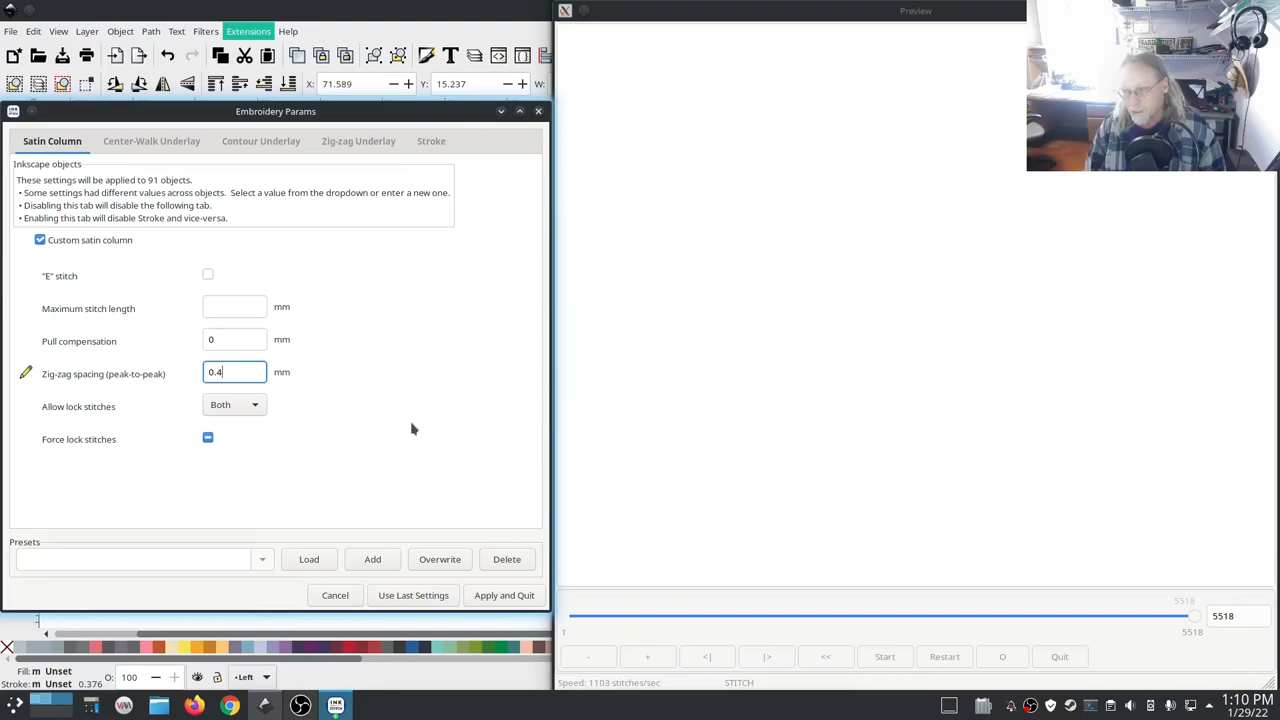 Preview
File Edit View Layer Object Path Text Filters Extensions Help
X: 71.589 Y: 15.237 W:
Embroidery Params
Satin Column Center-Walk Underlay Contour Underlay Zig-zag Underlay Stroke
Inkscape objects
These settings will be applied to 91 objects.
• Some settings had different values across objects. Select a value from the dropdown or enter a new one.
• Disabling this tab will disable the following tab.
• Enabling this tab will disable Stroke and vice-versa.
Custom satin column
"E" stitch
Maximum stitch length mm
Pull compensation 0 mm
Zig-zag spacing (peak-to-peak) 0.4 mm
Allow lock stitches Both
Force lock stitches
Presets
Load Add Overwrite Delete
Cancel Use Last Settings Apply and Quit
5518
5518
1 5518
- + <| |> << Start Restart O Quit
Speed: 1103 stitches/sec STITCH
Fill: m Unset
Stroke: m Unset 0.376
O: 100
Left
INK STITCH
1:10 PM
1/29/22